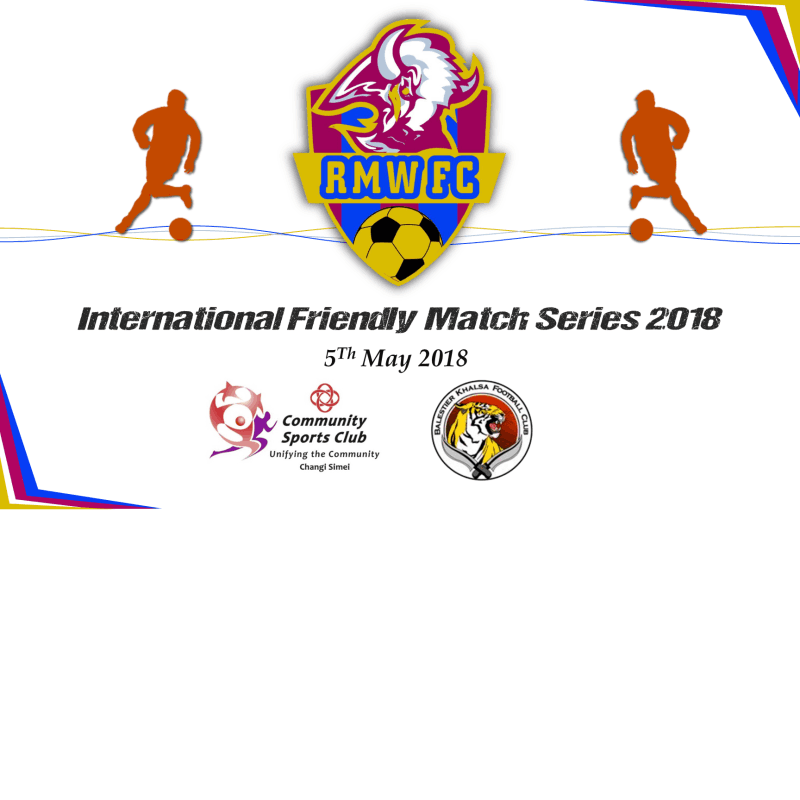 RMW FC
International Friendly Match Series 2018
5Th May 2018
Community
Sports Club
Unifying the Community
Changi Simei
BALESTIER KHALSA FOOTBALL CLUB